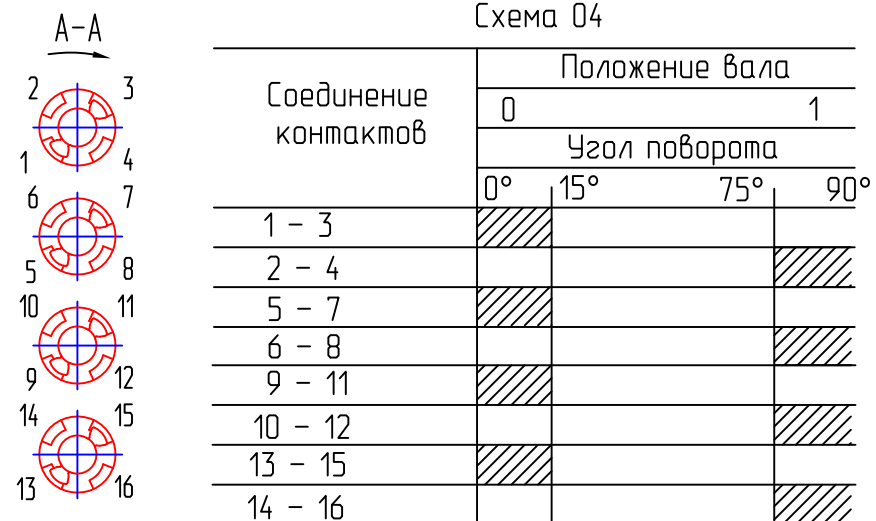 Схема 04
А-А
2 3
1 4
6 7
5 8
10 11
9 12
14 15
13 16
Соединение
контактов
Положение вала
0 1
Угол поворота
0° 15° 75° 90°
1 - 3
2 - 4
5 - 7
6 - 8
9 - 11
10 - 12
13 - 15
14 - 16